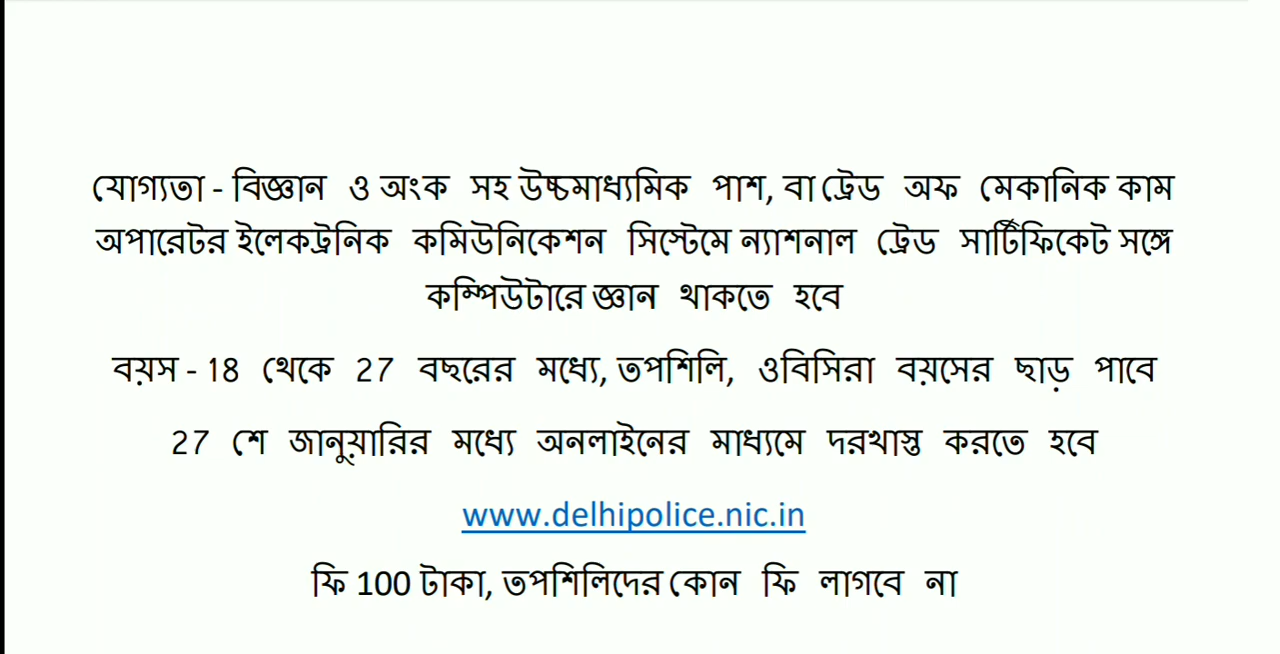 যোগ্যতা - বিজ্ঞান ও অংক সহ উচ্চমাধ্যমিক পাশ, বা ট্রেড অফ মেকানিক কাম
অপারেটর ইলেকট্রনিক কমিউনিকেশন সিস্টেমে ন্যাশনাল ট্রেড সার্টিফিকেট সঙ্গে
কম্পিউটারে জ্ঞান থাকতে হবে
বয়স - 18 থেকে 27 বছরের মধ্যে, তপশিলি, ওবিসিরা বয়সের ছাড় পাবে
27 শে জানুয়ারির মধ্যে অনলাইনের মাধ্যমে দরখাস্ত করতে হবে
www.delhipolice.nic.in
ফি 100 টাকা, তপশিলিদের কোন ফি লাগবে না